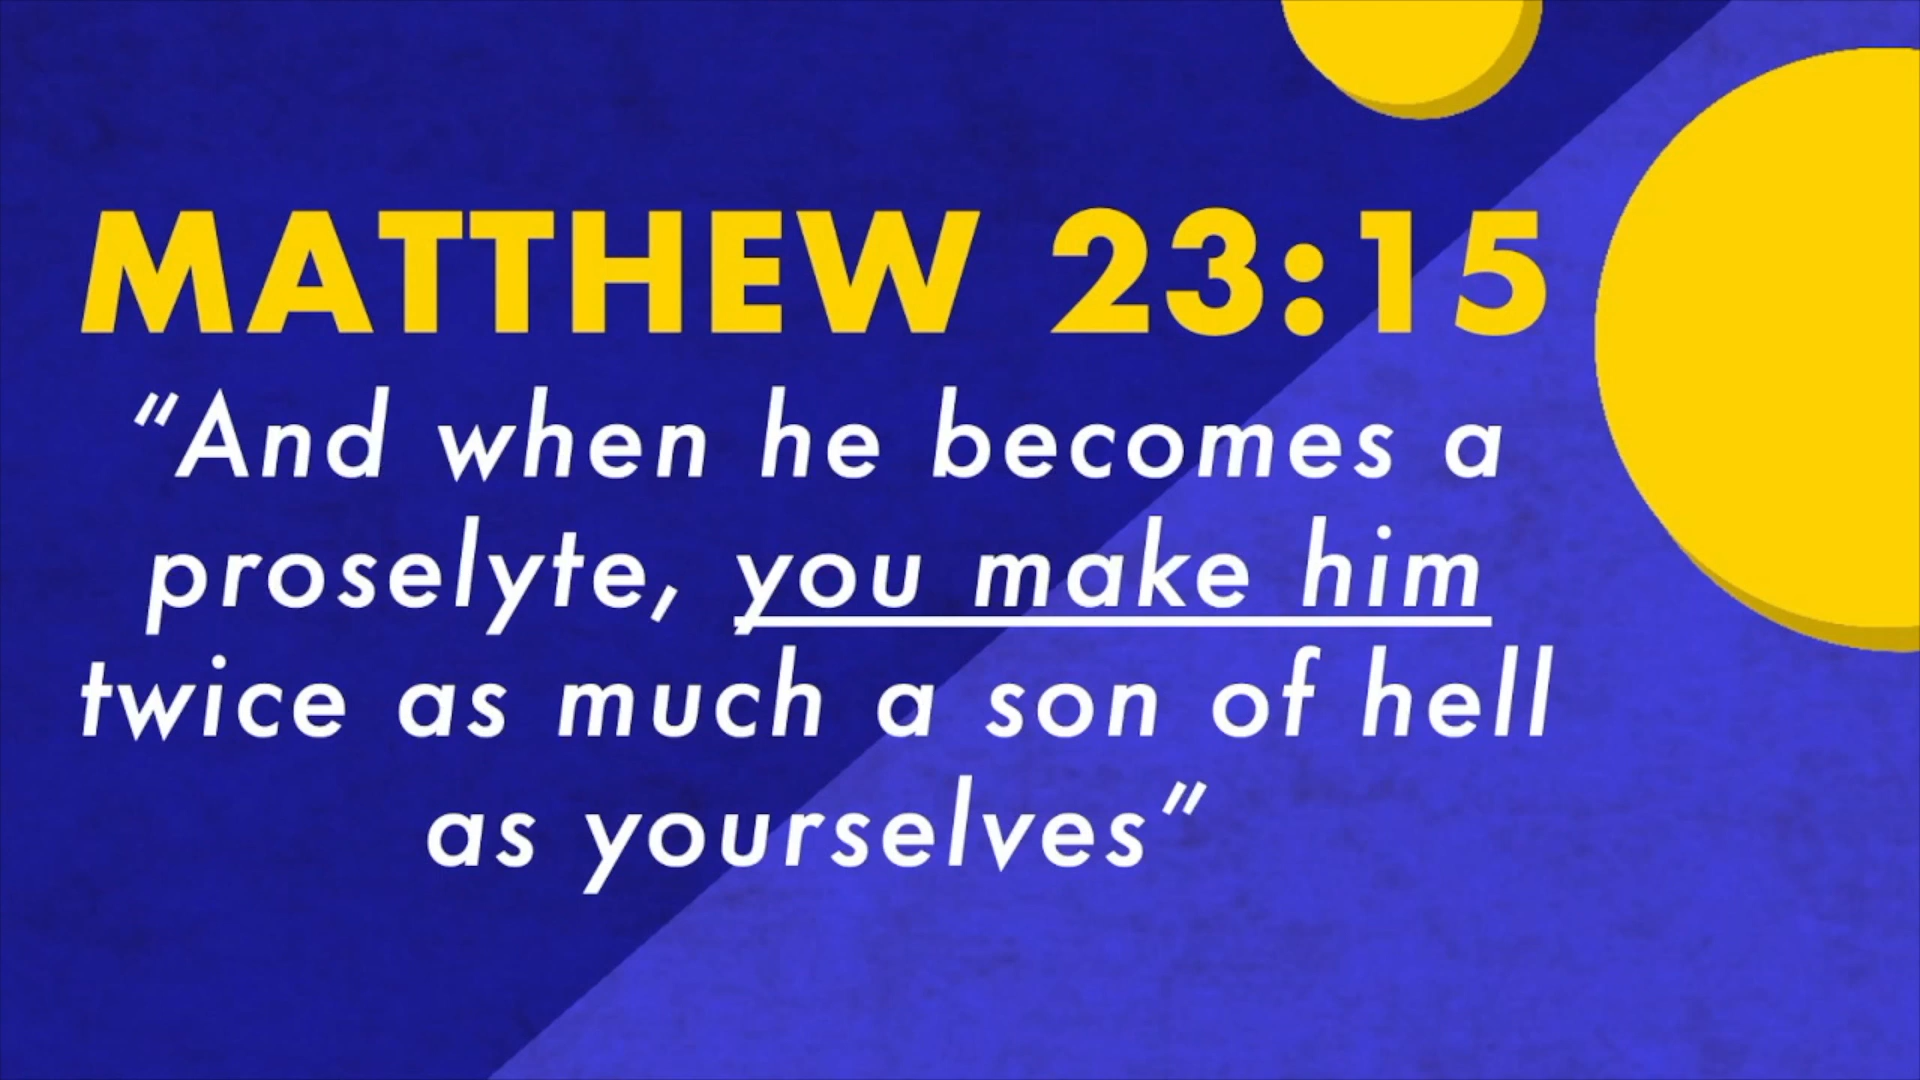 MATTHEW 23:15
"And when he becomes a
proselyte, you make him
twice as much a son of hell
as yourselves"